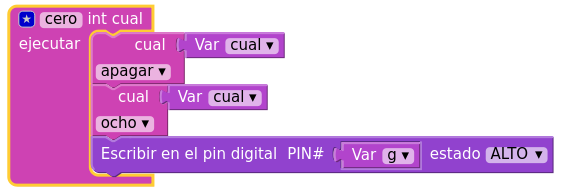 cero int cual
ejecutar cual Var cual
apagar
cual Var cual
ocho
Escribir en el pin digital PIN# Var g estado ALTO